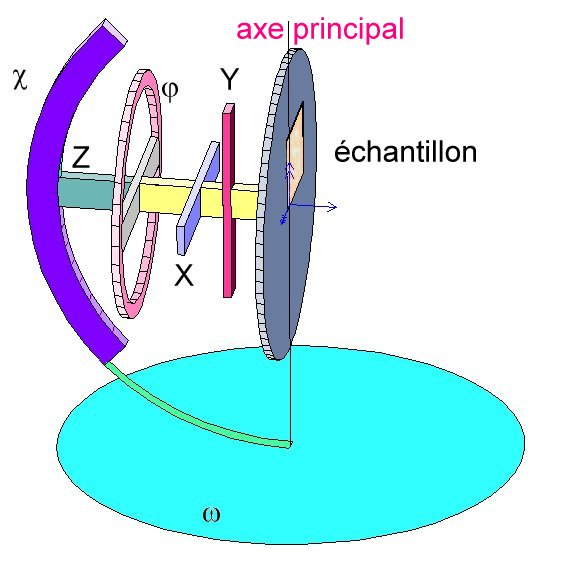 axe principal
χ
φ
Y
Z
échantillon
X
ω